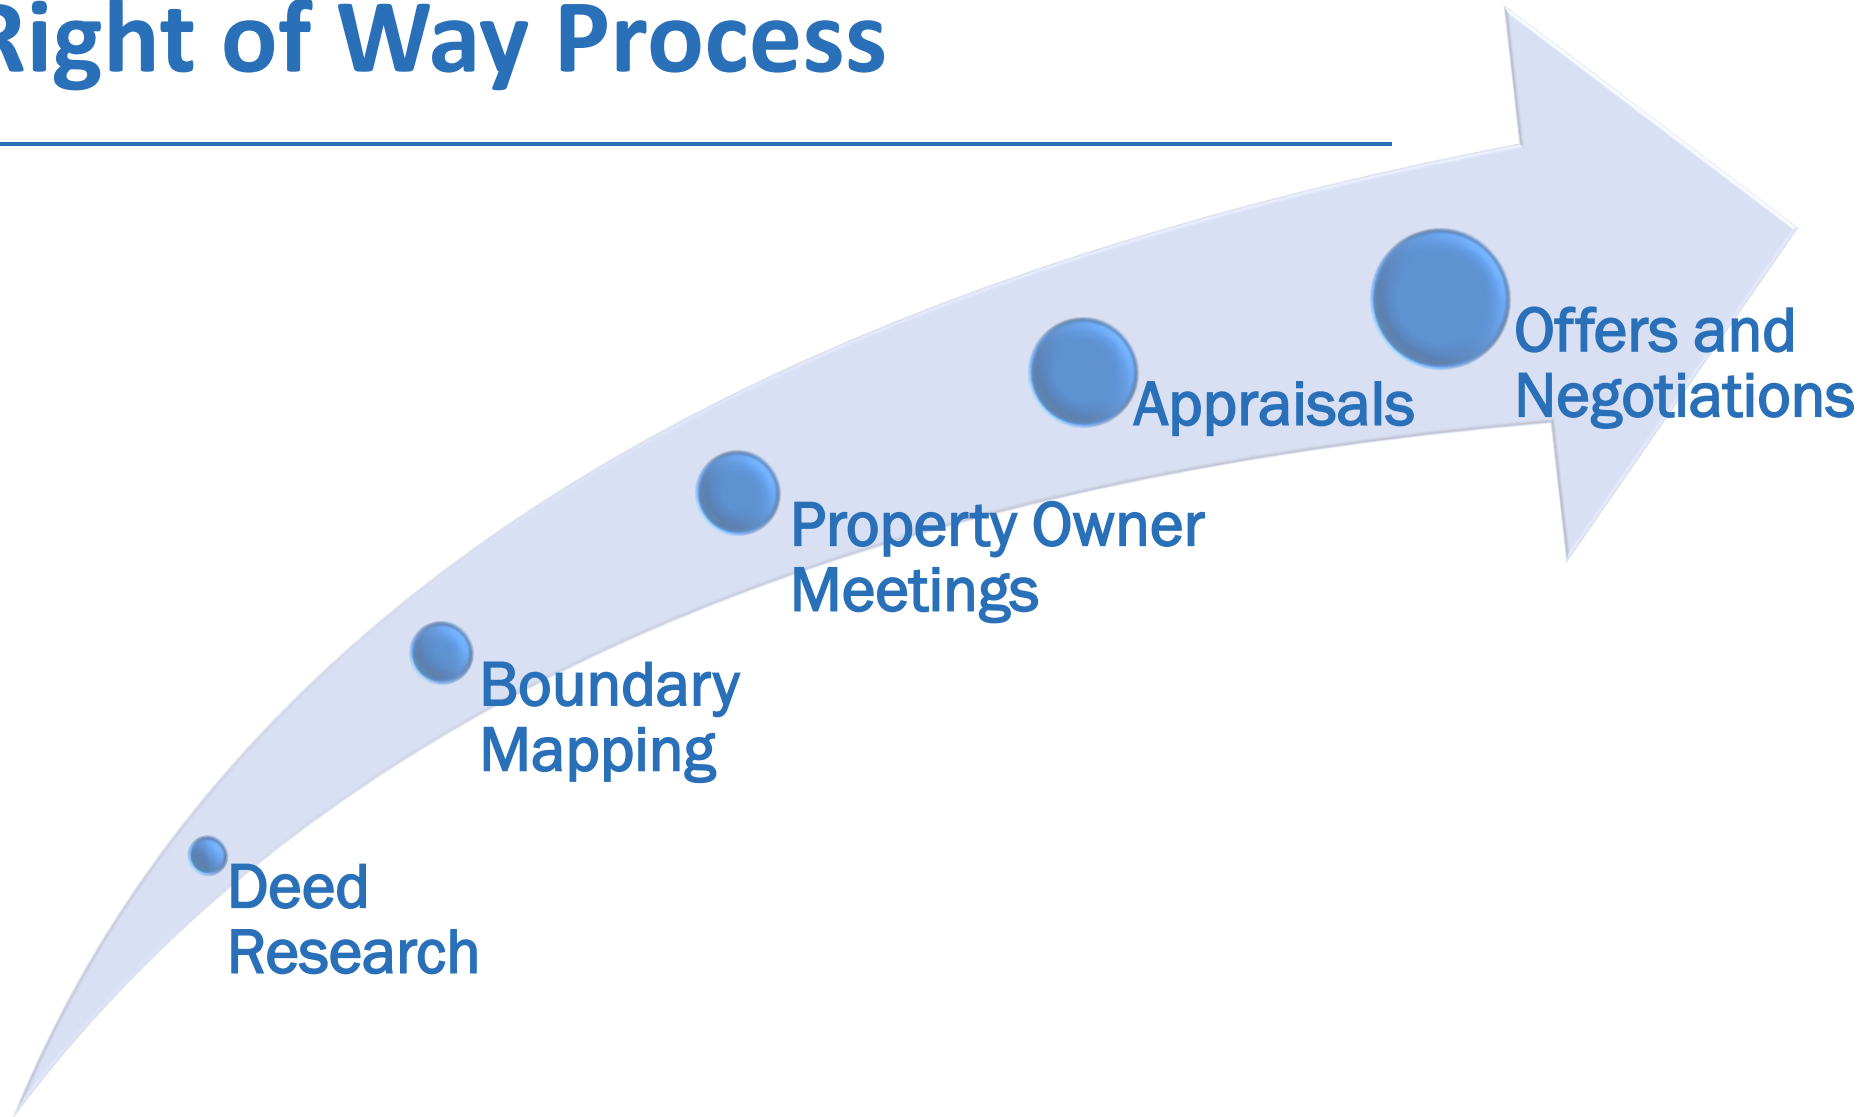 Right of Way Process
Offers and
Negotiations
Appraisals
Property Owner
Meetings
Boundary
Mapping
Deed
Research